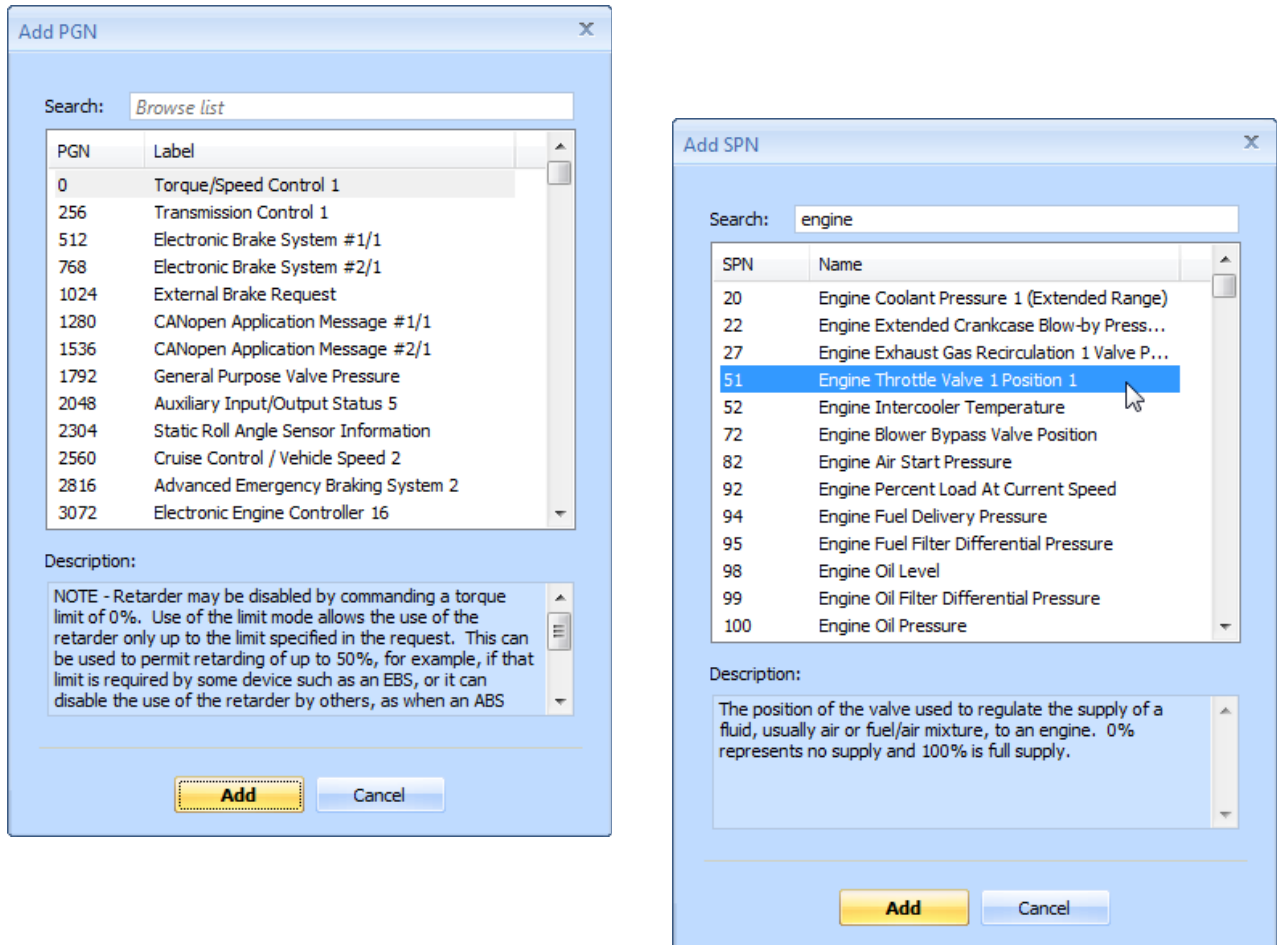 Add PGN
Search: Browse list
PGN Label
0 Torque/Speed Control 1
256 Transmission Control 1
512 Electronic Brake System #1/1
768 Electronic Brake System #2/1
1024 External Brake Request
1280 CANopen Application Message #1/1
1536 CANopen Application Message #2/1
1792 General Purpose Valve Pressure
2048 Auxiliary Input/Output Status 5
2304 Static Roll Angle Sensor Information
2560 Cruise Control / Vehicle Speed 2
2816 Advanced Emergency Braking System 2
3072 Electronic Engine Controller 16
Description:
NOTE - Retarder may be disabled by commanding a torque
limit of 0%.  Use of the limit mode allows the use of the
retarder only up to the limit specified in the request.  This can
be used to permit retarding of up to 50%, for example, if that
limit is required by some device such as an EBS, or it can
disable the use of the retarder by others, as when an ABS
Add Cancel
Add SPN
Search: engine
SPN Name
20 Engine Coolant Pressure 1 (Extended Range)
22 Engine Extended Crankcase Blow-by Press...
27 Engine Exhaust Gas Recirculation 1 Valve P...
51 Engine Throttle Valve 1 Position 1
52 Engine Intercooler Temperature
72 Engine Blower Bypass Valve Position
82 Engine Air Start Pressure
92 Engine Percent Load At Current Speed
94 Engine Fuel Delivery Pressure
95 Engine Fuel Filter Differential Pressure
98 Engine Oil Level
99 Engine Oil Filter Differential Pressure
100 Engine Oil Pressure
Description:
The position of the valve used to regulate the supply of a
fluid, usually air or fuel/air mixture, to an engine.  0%
represents no supply and 100% is full supply.
Add Cancel